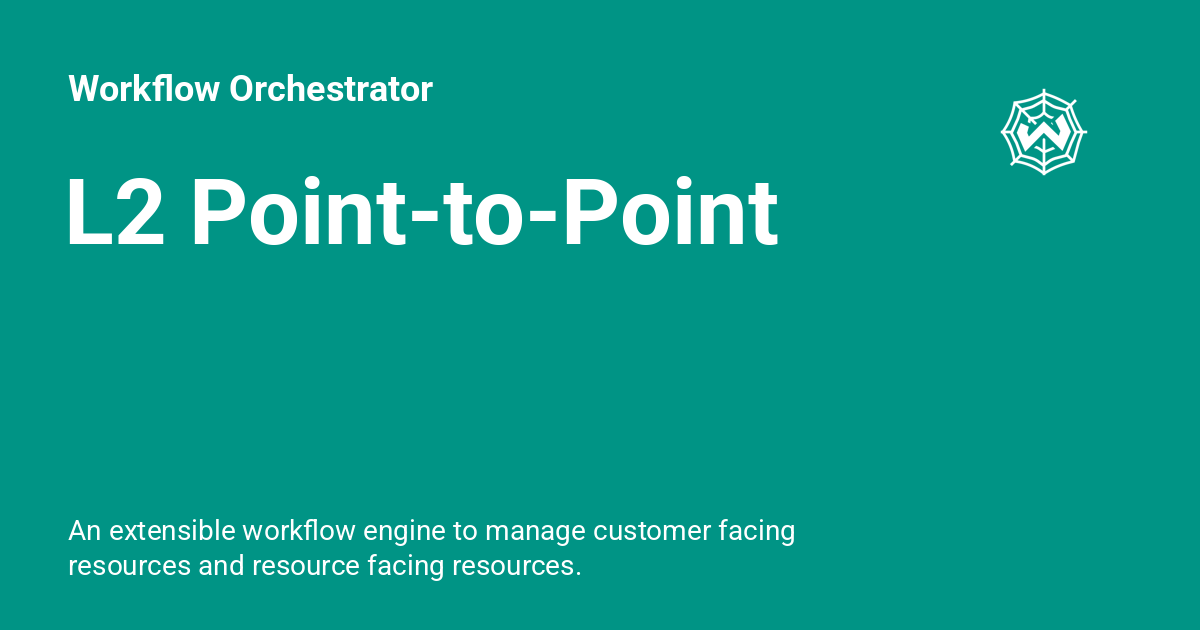 Workflow Orchestrator
L2 Point-to-Point
An extensible workflow engine to manage customer facing
resources and resource facing resources.